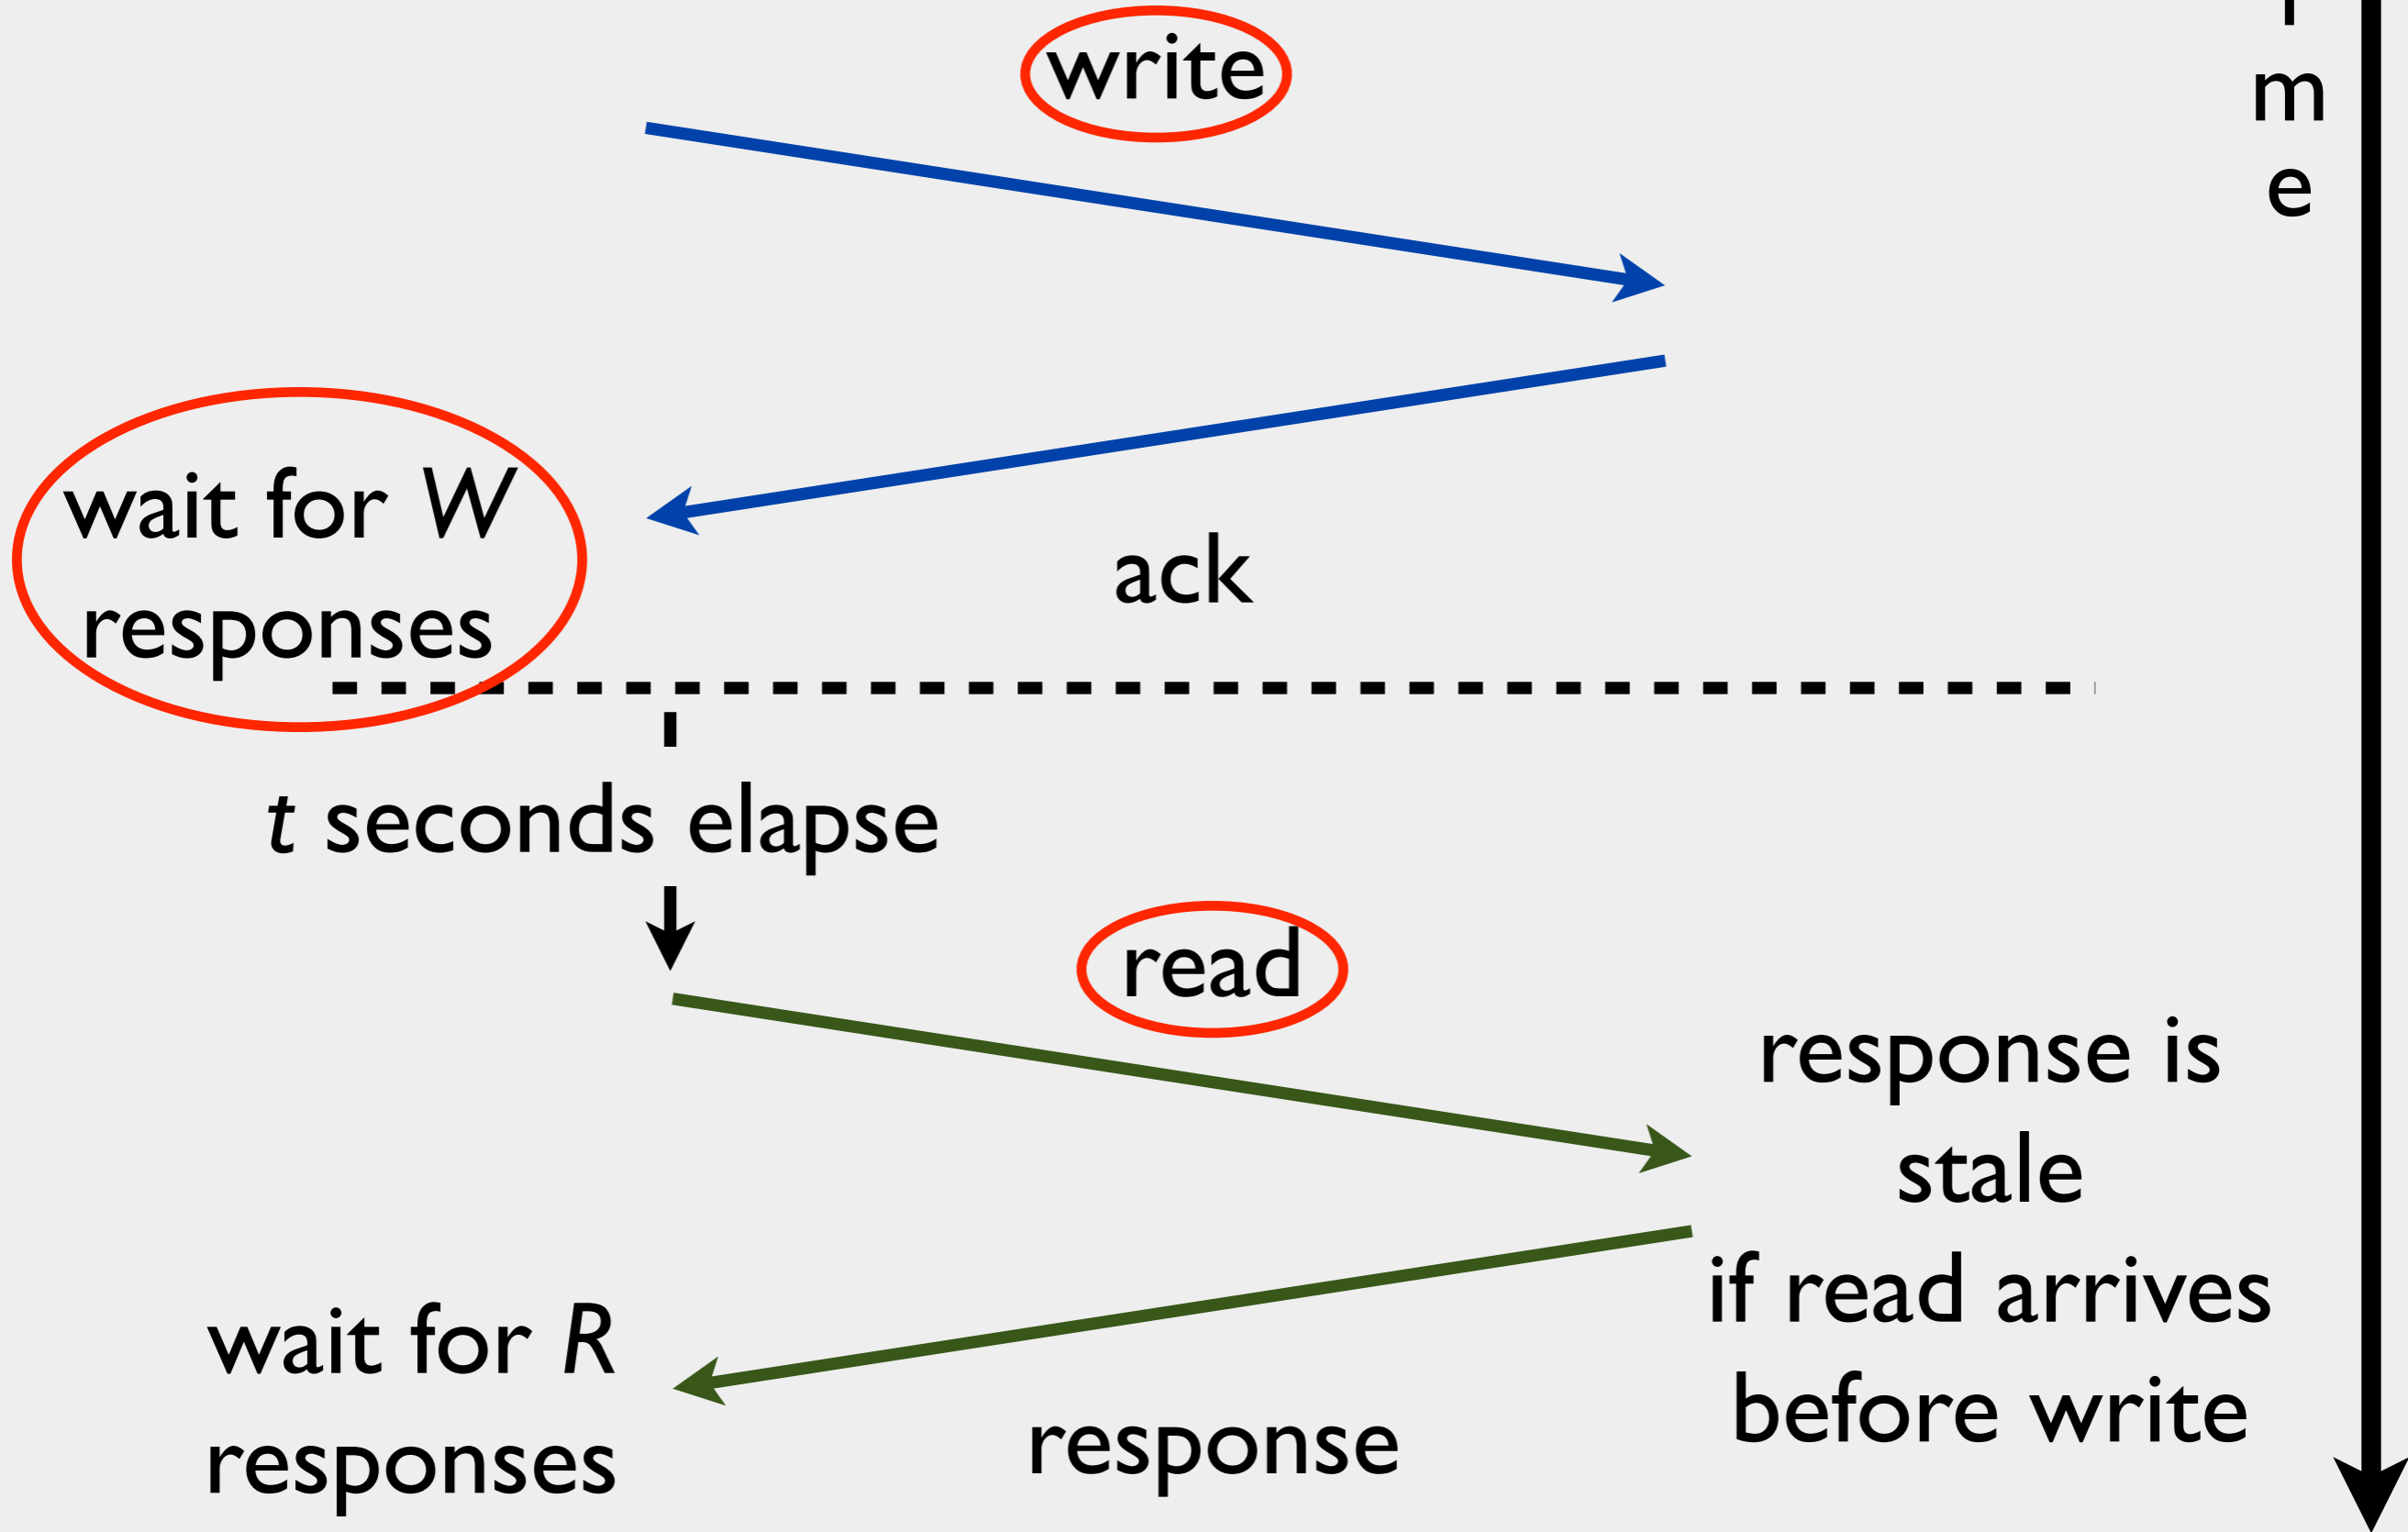 write
m
e
wait for W
responses
ack
t seconds elapse
read
response is
stale
if read arrives
before write
wait for R
responses
response